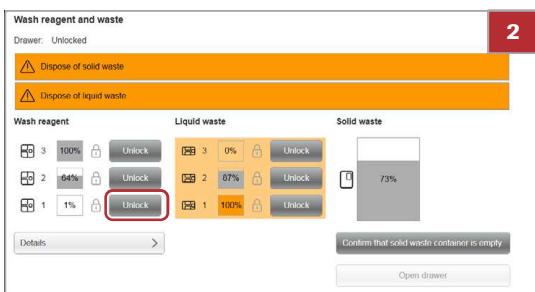 Wash reagent and waste
2
Drawer: Unlocked
Dispose of solid waste
Dispose of liquid waste
Wash reagent Liquid waste Solid waste
3 100% Unlock 3 0% Unlock
2 64% Unlock 2 67% Unlock 73%
1 1% Unlock 1 100% Unlock
Details > Confirm that solid waste container is empty
Open drawer